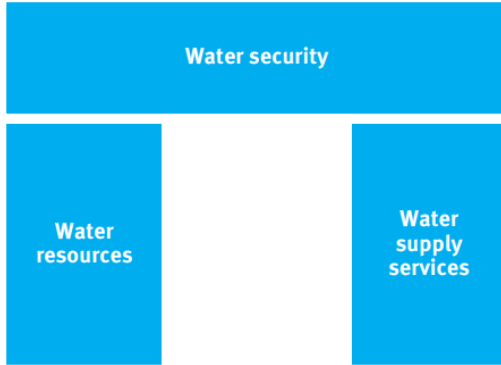 Water security
Water
resources
Water
supply
services